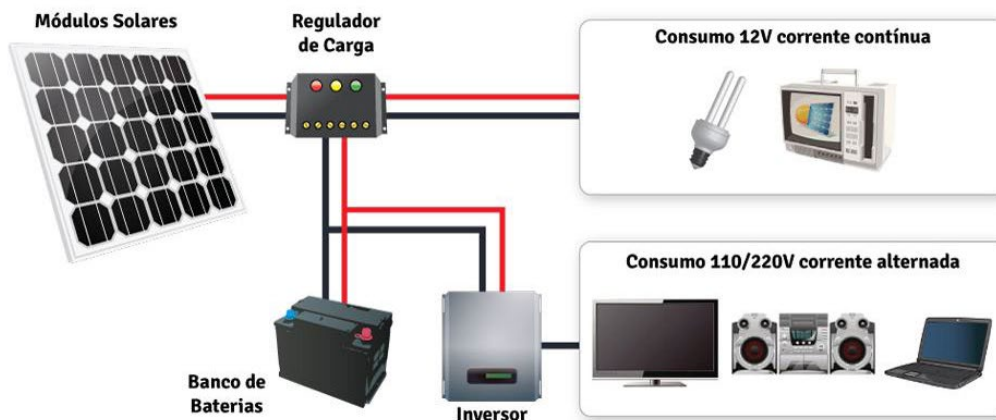 Módulos Solares
Regulador
de Carga
Consumo 12V corrente contínua
Consumo 110/220V corrente alternada
Banco de
Baterias
Inversor